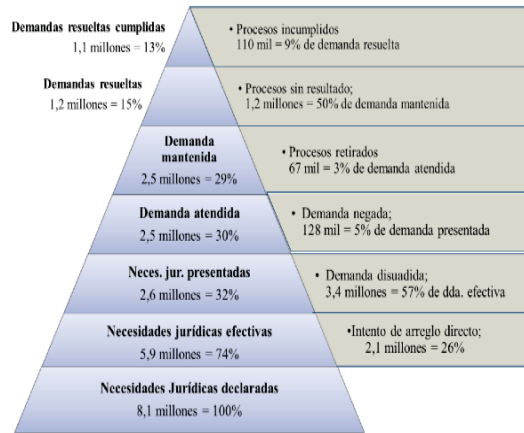 Demandas resueltas cumplidas
1,1 millones = 13%
• Procesos incumplidos
110 mil = 9% de demanda resuelta
Demandas resueltas
1,2 millones = 15%
• Procesos sin resultado;
1,2 millones = 50% de demanda mantenida
Demanda
mantenida
2,5 millones = 29%
• Procesos retirados
67 mil = 3% de demanda atendida
Demanda atendida
2,5 millones = 30%
• Demanda negada;
128 mil = 5% de demanda presentada
Neces. jur. presentadas
2,6 millones = 32%
• Demanda disuadida;
3,4 millones = 57% de dda. efectiva
Necesidades jurídicas efectivas
5,9 millones = 74%
•Intento de arreglo directo;
2,1 millones = 26%
Necesidades Jurídicas declaradas
8,1 millones = 100%